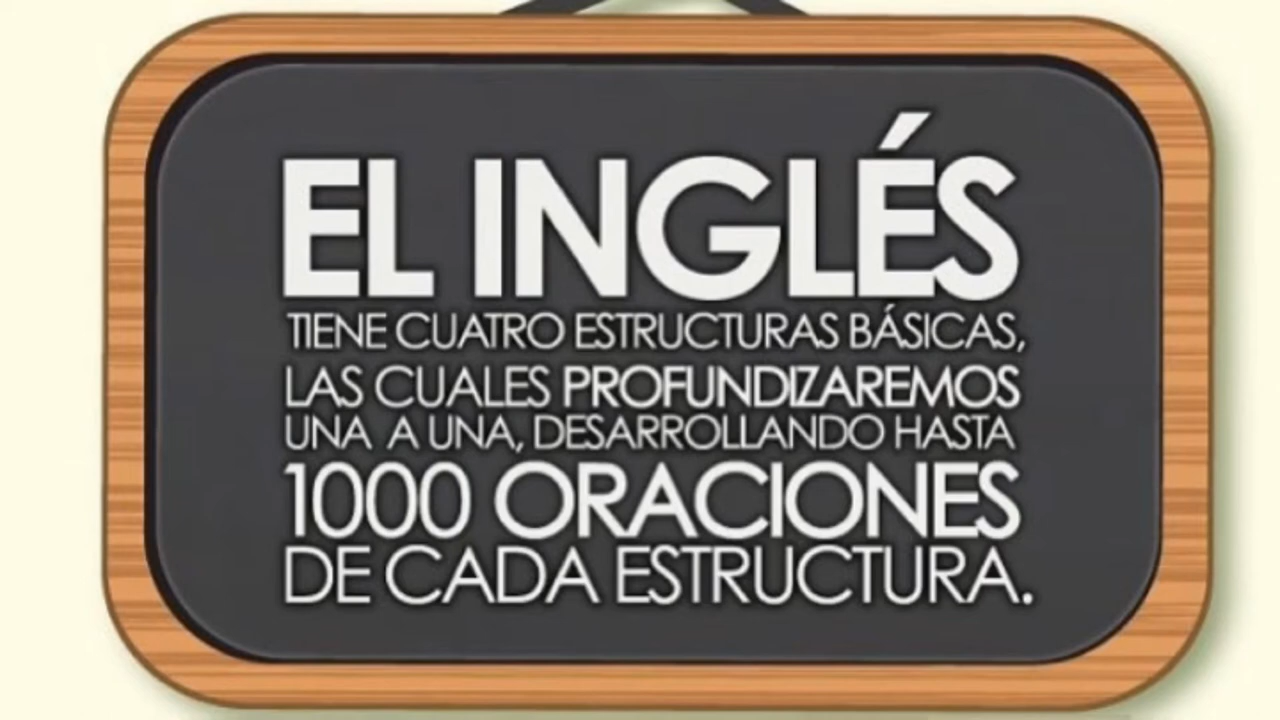 EL INGLÉS
TIENE CUATRO ESTRUCTURAS BÁSICAS,
LAS CUALES PROFUNDIZAREMOS
UNA A UNA, DESARROLLANDO HASTA
1000 ORACIONES
DE CADA ESTRUCTURA.